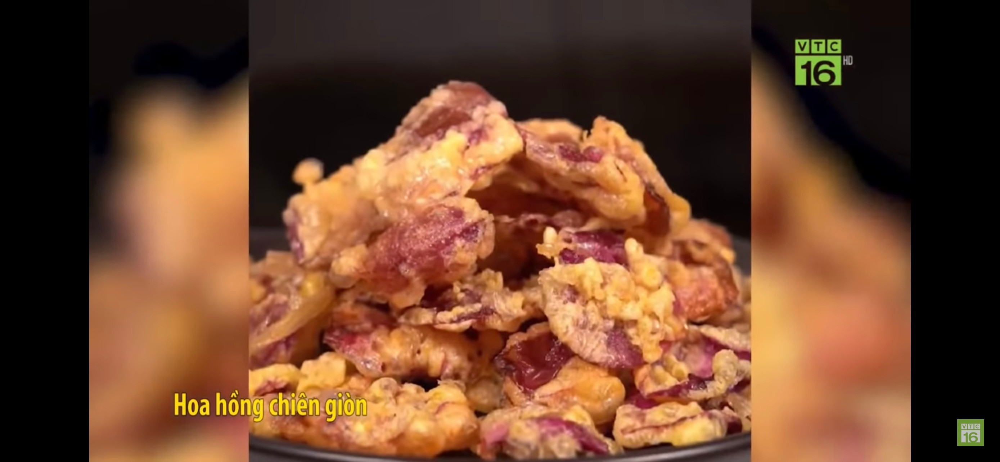 VTC
16 HD
Hoa hồng chiên giòn
VTC
16